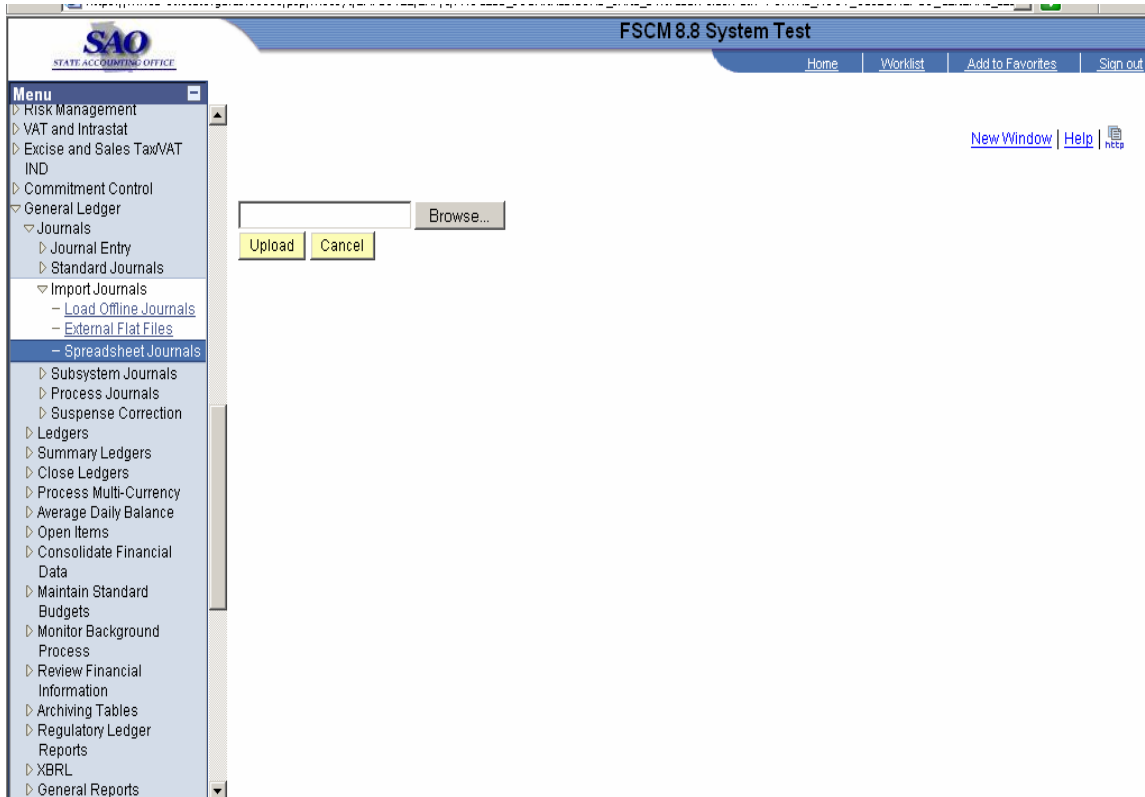 SAO
STATE ACCOUNTING OFFICE
FSCM 8.8 System Test
Home
Worklist
Add to Favorites
Sign out
Menu
Risk Management
VAT and Intrastat
Excise and Sales Tax/VAT
IND
Commitment Control
General Ledger
Journals
Journal Entry
Standard Journals
Import Journals
– Load Offline Journals
– External Flat Files
– Spreadsheet Journals
Subsystem Journals
Process Journals
Suspense Correction
Ledgers
Summary Ledgers
Close Ledgers
Process Multi-Currency
Average Daily Balance
Open Items
Consolidate Financial
Data
Maintain Standard
Budgets
Monitor Background
Process
Review Financial
Information
Archiving Tables
Regulatory Ledger
Reports
XBRL
General Reports
New Window | Help |
http
Browse...
Upload
Cancel